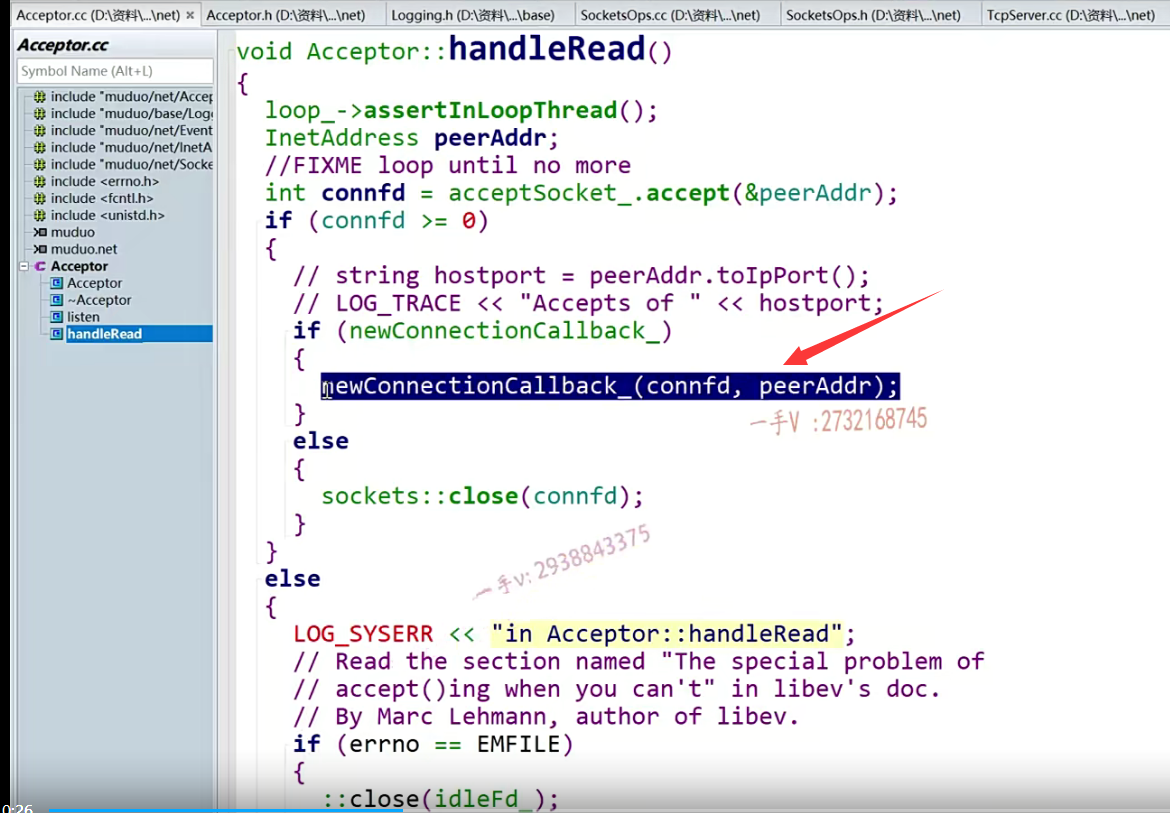 Acceptor.cc (D:\资料\...\net) × Acceptor.h (D:\资料\...\net) Logging.h (D:\资料\...\base) SocketsOps.cc (D:\资料\...\net) SocketsOps.h (D:\资料\...\net) TcpServer.cc (D:\资料\...\net)
Acceptor.cc
Symbol Name (Alt+L)
include "muduo/net/Accep
include "muduo/base/Logg
include "muduo/net/Event
include "muduo/net/InetA
include "muduo/net/Socke
include <errno.h>
include <fcntl.h>
include <unistd.h>
muduo
muduo.net
Acceptor
Acceptor
~Acceptor
listen
handleRead
void Acceptor::handleRead()
{
loop_->assertInLoopThread();
InetAddress peerAddr;
//FIXME loop until no more
int connfd = acceptSocket_.accept(&peerAddr);
if (connfd >= 0)
{
// string hostport = peerAddr.toIpPort();
// LOG_TRACE << "Accepts of " << hostport;
if (newConnectionCallback_)
{
newConnectionCallback_(connfd, peerAddr);
一手V :2732168745
}
else
{
sockets::close(connfd);
}
一手v: 2938843375
}
else
{
LOG_SYSERR << "in Acceptor::handleRead";
// Read the section named "The special problem of
// accept()ing when you can't" in libev's doc.
// By Marc Lehmann, author of libev.
if (errno == EMFILE)
{
::close(idleFd_);
0:26